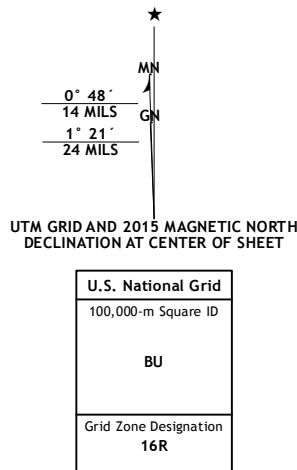 MN
0° 48´
14 MILS
GN
1° 21´
24 MILS
UTM GRID AND 2015 MAGNETIC NORTH
DECLINATION AT CENTER OF SHEET
U.S. National Grid
100,000-m Square ID
BU
Grid Zone Designation
16R